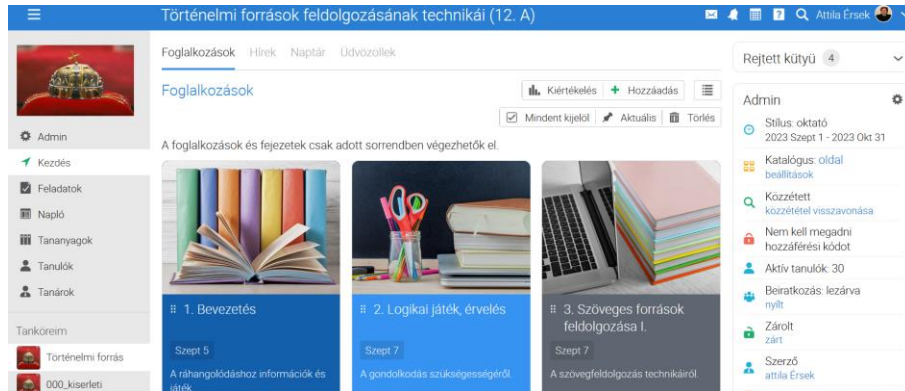 Történelmi források feldolgozásának technikái (12. A)
Attila Érsek
Admin
Kezdés
Feladatok
Napló
Tananyagok
Tanulók
Tanárok
Tanköreim
Történelmi forrás
000_kiserleti
Foglalkozások Hírek Naptár Üdvözöllek
Foglalkozások
Kiértékelés Hozzáadás
Mindent kijelöl Aktuális Törlés
A foglalkozások és fejezetek csak adott sorrendben végezhetők el.
1. Bevezetés
Szept 5
A ráhangolódáshoz információk és
játék
2. Logikai játék, érvelés
Szept 7
A gondolkodás szükségességéről.
3. Szöveges források
feldolgozása I.
Szept 7
A szövegfeldolgozás technikáiról.
Rejtett kütyü 4
Admin
Stílus: oktató
2023 Szept 1 - 2023 Okt 31
Katalógus: oldal
beállítások
Közzétett
közzététel visszavonása
Nem kell megadni
hozzáférési kódot
Aktív tanulók: 30
Beiratkozás: lezárva
nyílt
Zárolt
zárt
Szerző
attila Érsek